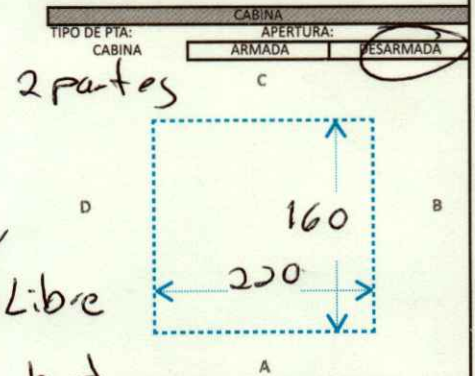 CABINA
TIPO DE PTA: APERTURA:
CABINA ARMADA DESARMADA
2 partes
C
D 160 B
220
Libre
A